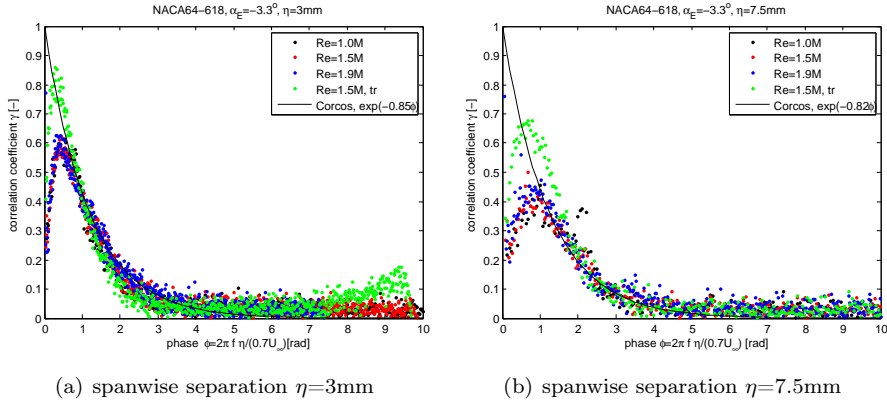 NACA64−618, αE=−3.3°, η=3mm
1
0.9
0.8
0.7
0.6
0.5
0.4
0.3
0.2
0.1
0
correlation coefficient γ [−]
Re=1.0M
Re=1.5M
Re=1.9M
Re=1.5M, tr
Corcos, exp(−0.85ϕ)
0 1 2 3 4 5 6 7 8 9 10
phase ϕ=2π f η/(0.7U∞) [rad]
(a) spanwise separation η=3mm
NACA64−618, αE=−3.3°, η=7.5mm
1
0.9
0.8
0.7
0.6
0.5
0.4
0.3
0.2
0.1
0
correlation coefficient γ [−]
Re=1.0M
Re=1.5M
Re=1.9M
Re=1.5M, tr
Corcos, exp(−0.82ϕ)
0 1 2 3 4 5 6 7 8 9 10
phase ϕ=2π f η/(0.7U∞) [rad]
(b) spanwise separation η=7.5mm